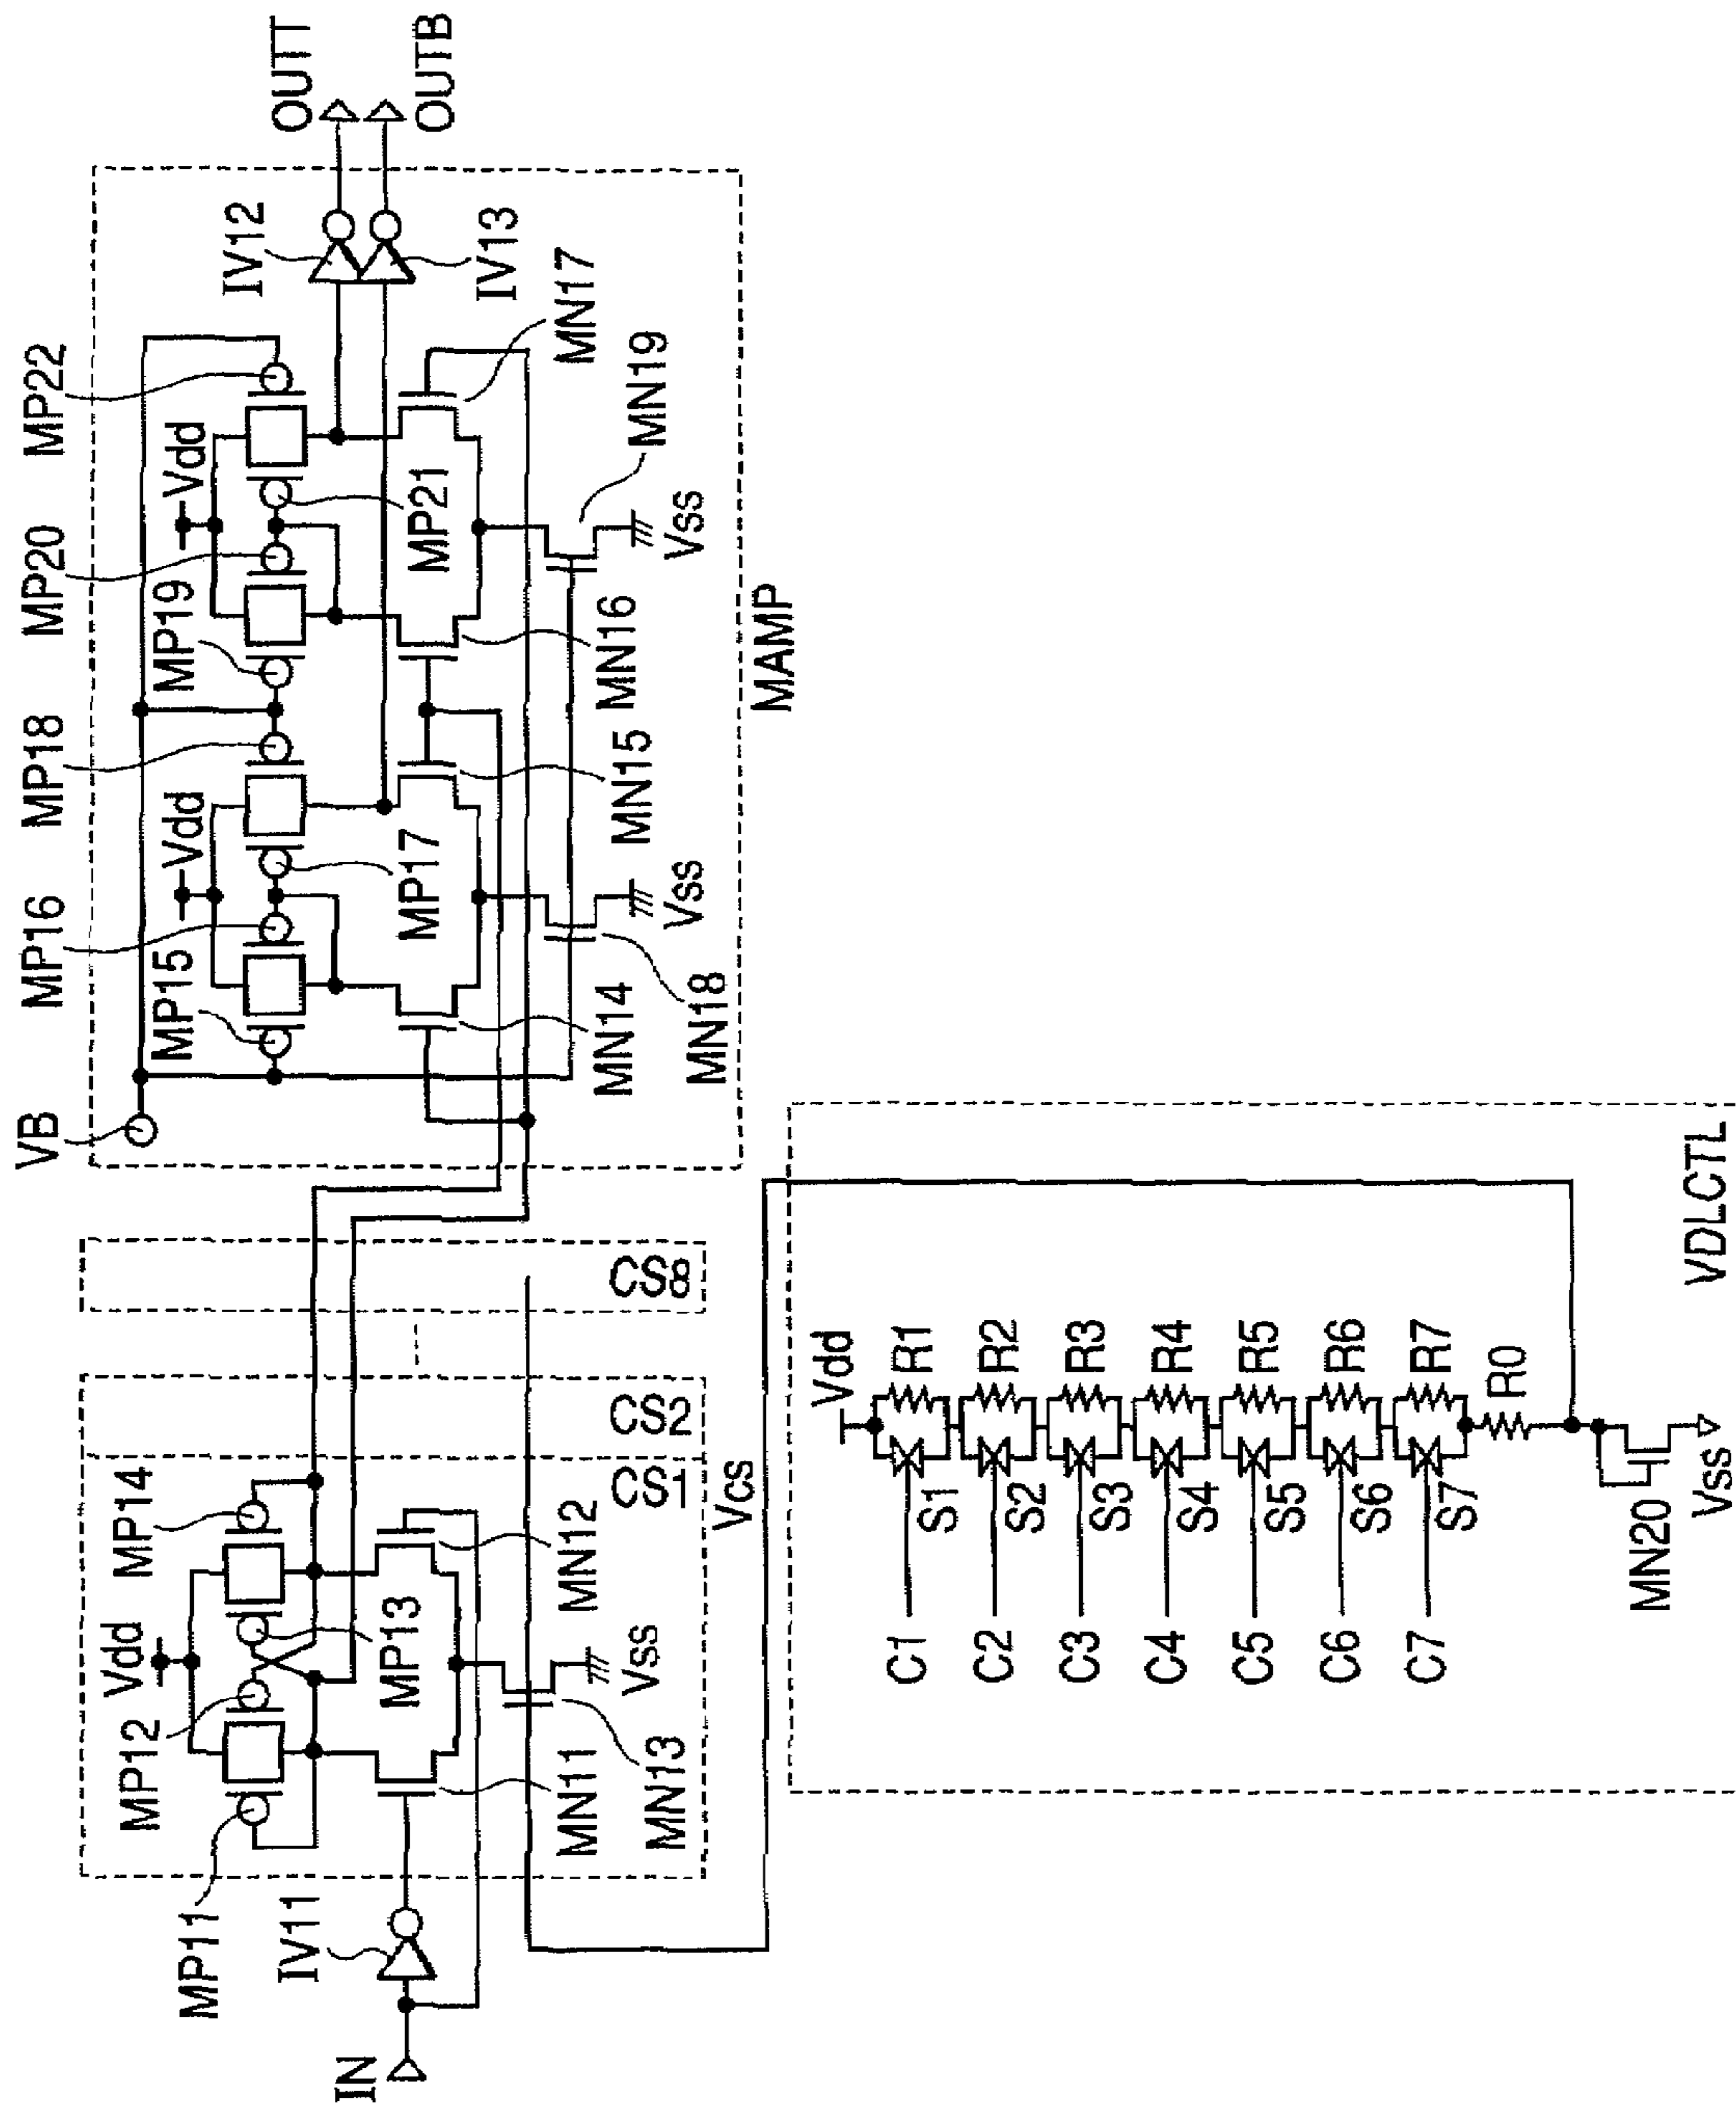 VB
MP15
MP16
MP18
MP19
MP20
MP22
Vdd
Vdd
MP17
MP21
IV12
IV13
OUTT
OUTB
MN14
MN15
MN16
MN17
MN18
MN19
Vss
Vss
MAMP
IN
IV11
MP11
MP12
Vdd
MP14
MP13
MN11
MN12
MN13
Vss
CS1
CS2
CS8
Vcs
Vdd
C1
S1
R1
C2
S2
R2
C3
S3
R3
C4
S4
R4
C5
S5
R5
C6
S6
R6
C7
S7
R7
R0
MN20
Vss
VDLCTL